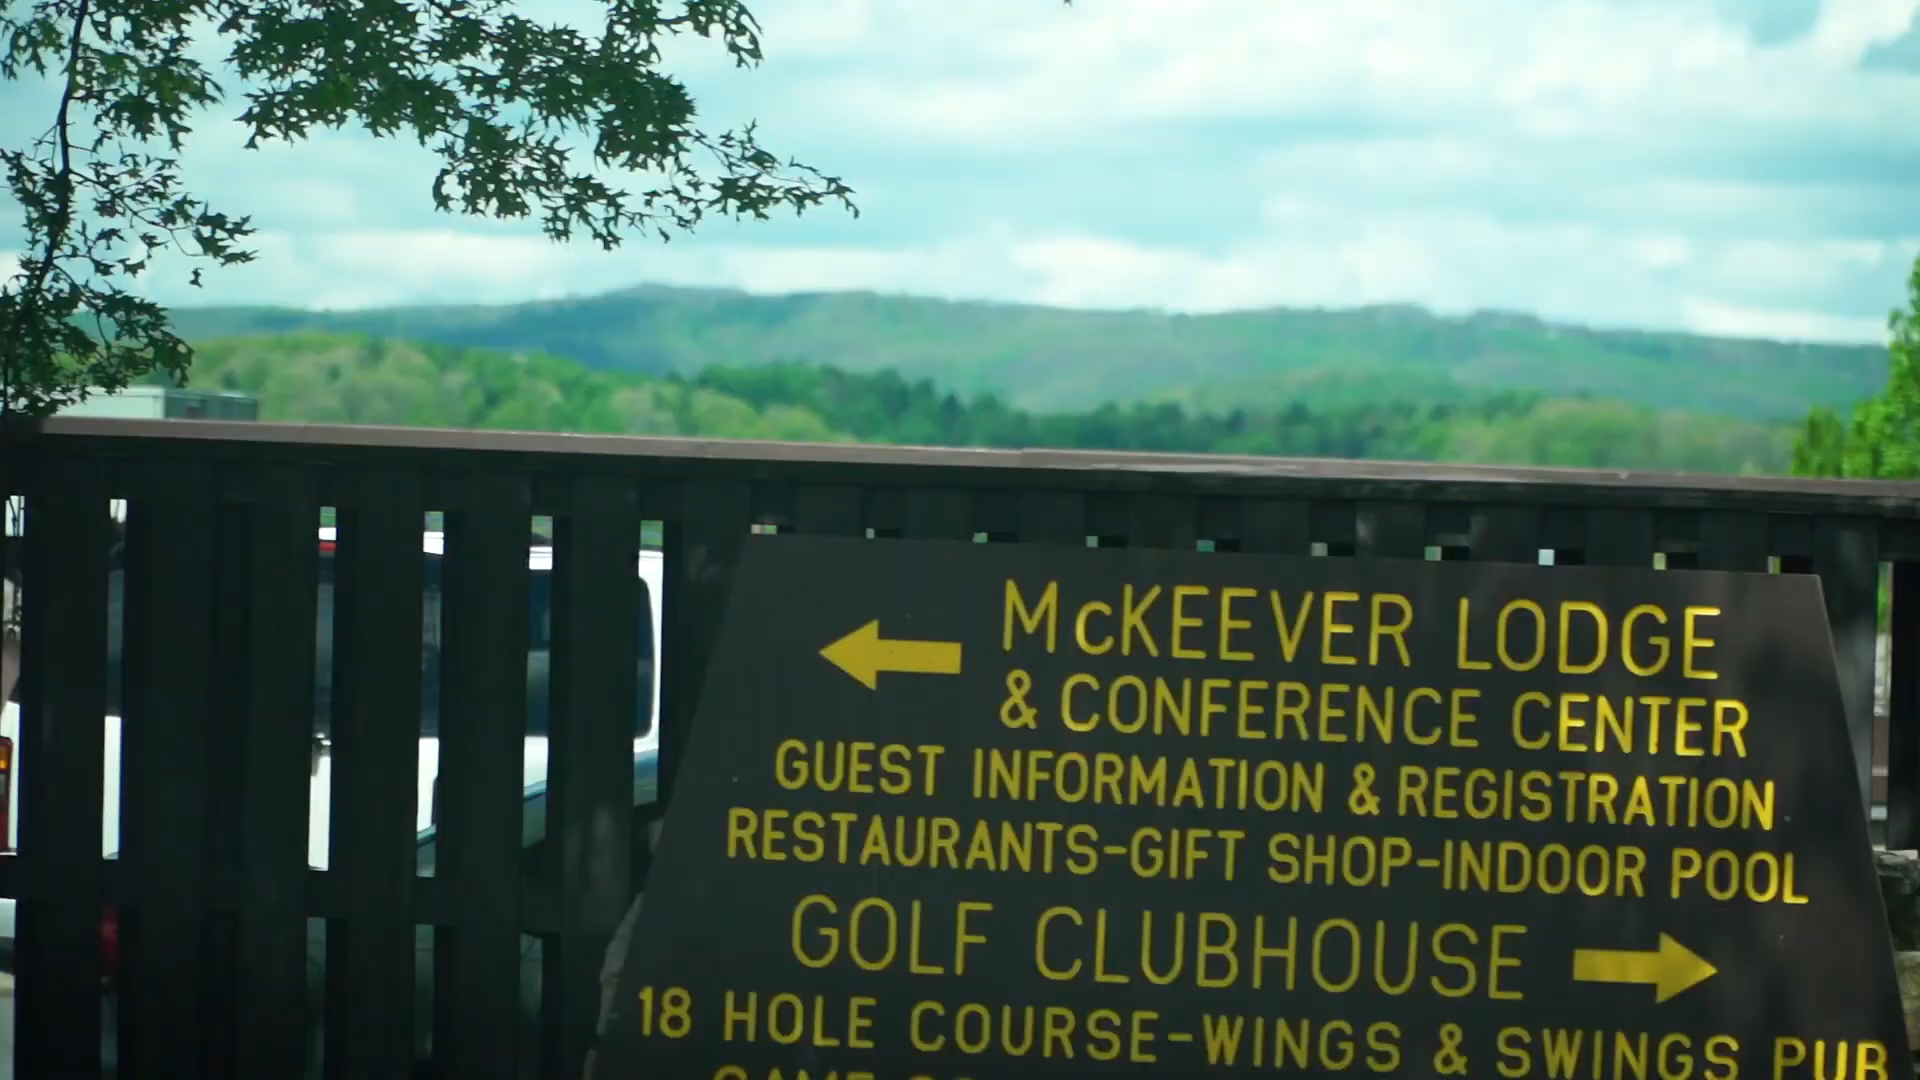 McKEEVER LODGE
& CONFERENCE CENTER
GUEST INFORMATION & REGISTRATION
RESTAURANTS-GIFT SHOP-INDOOR POOL
GOLF CLUBHOUSE
18 HOLE COURSE-WINGS & SWINGS PUB
GAME